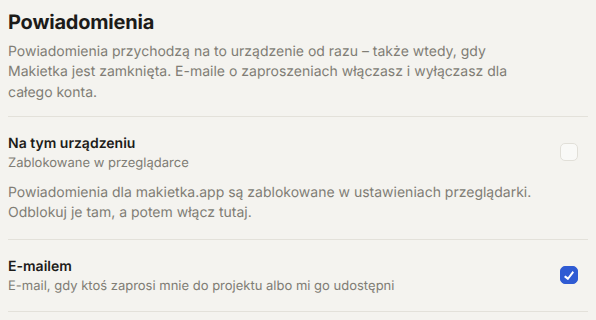 Powiadomienia
Powiadomienia przychodzą na to urządzenie od razu – także wtedy, gdy
Makietka jest zamknięta. E-maile o zaproszeniach włączasz i wyłączasz dla
całego konta.
Na tym urządzeniu
Zablokowane w przeglądarce
Powiadomienia dla makietka.app są zablokowane w ustawieniach przeglądarki.
Odblokuj je tam, a potem włącz tutaj.
E-mailem
E-mail, gdy ktoś zaprosi mnie do projektu albo mi go udostępni